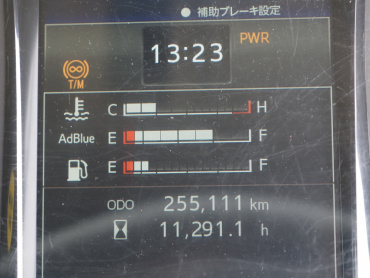 ● 補助ブレーキ設定
13:23 PWR
T/M
C H
AdBlue E F
E F
ODO 255,111 km
11,291.1 h